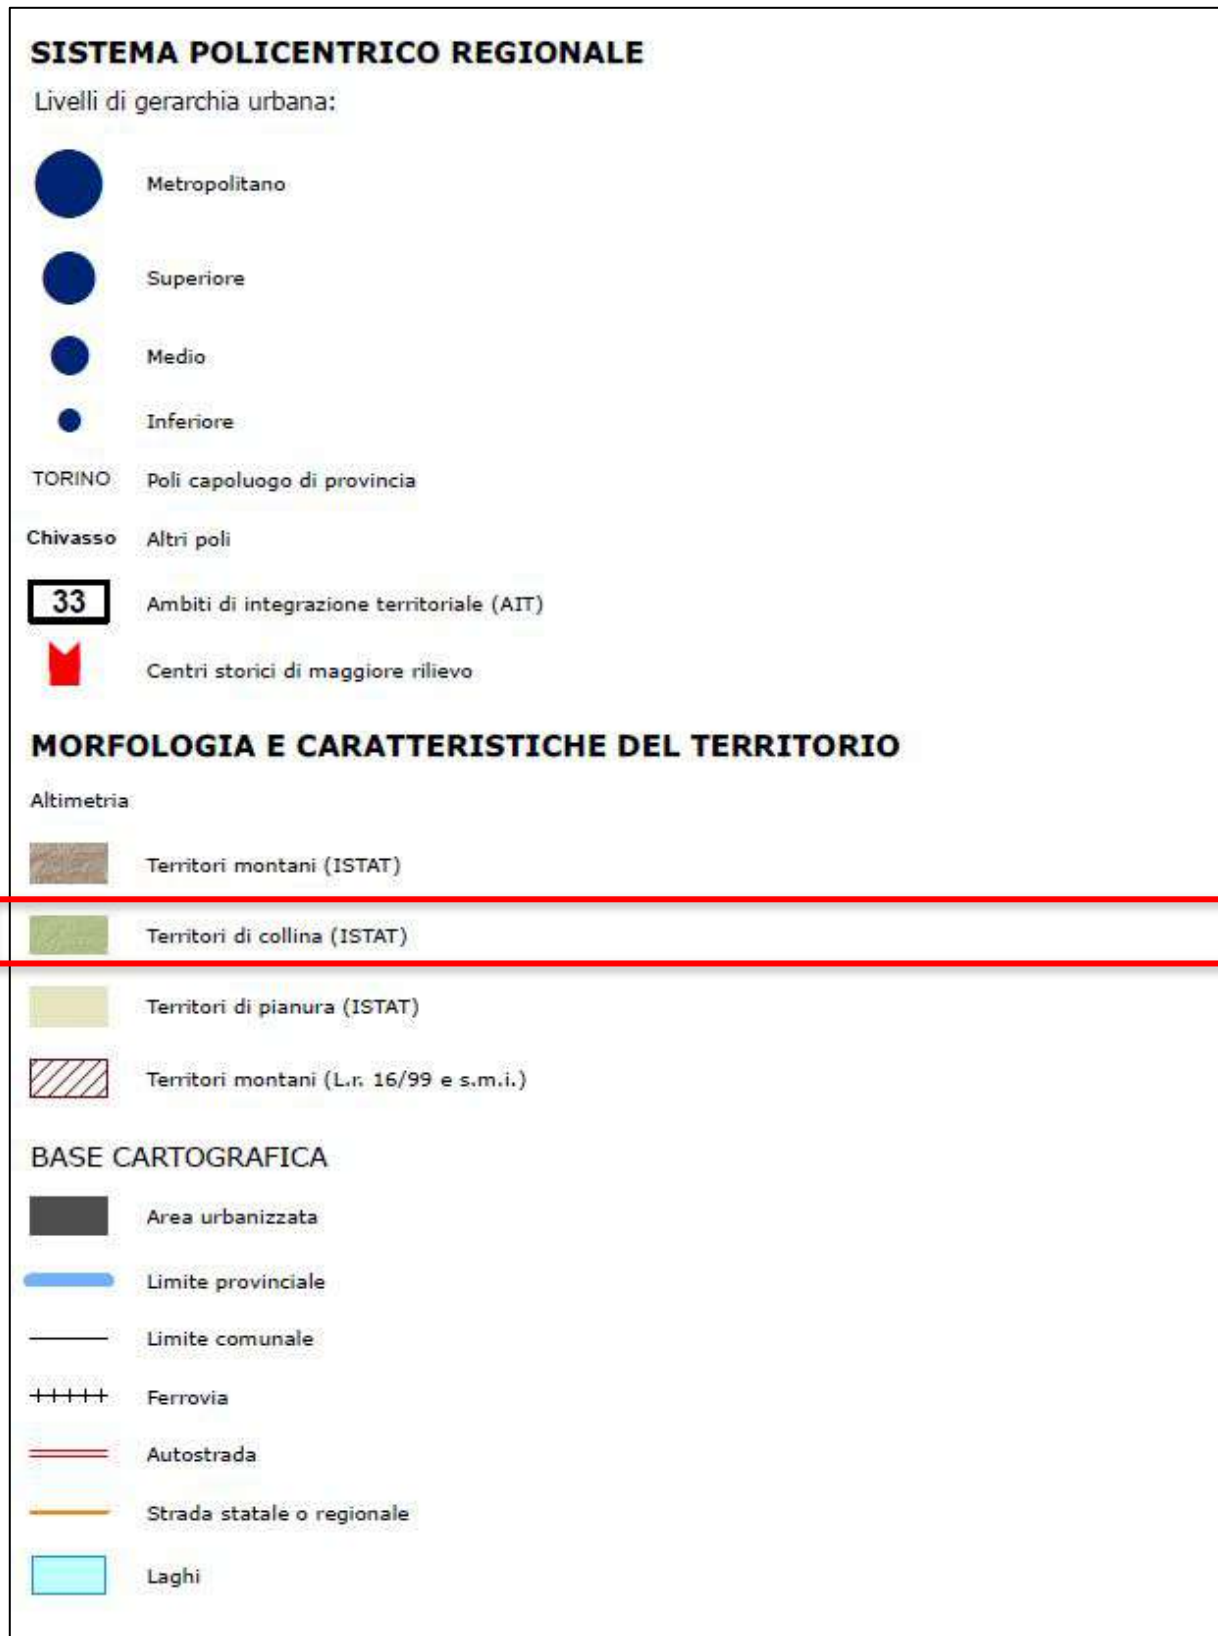 SISTEMA POLICENTRICO REGIONALE
Livelli di gerarchia urbana:
Metropolitano
Superiore
Medio
Inferiore
TORINO Poli capoluogo di provincia
Chivasso Altri poli
33 Ambiti di integrazione territoriale (AIT)
Centri storici di maggiore rilievo
MORFOLOGIA E CARATTERISTICHE DEL TERRITORIO
Altimetria
Territori montani (ISTAT)
Territori di collina (ISTAT)
Territori di pianura (ISTAT)
Territori montani (L.r. 16/99 e s.m.i.)
BASE CARTOGRAFICA
Area urbanizzata
Limite provinciale
Limite comunale
Ferrovia
Autostrada
Strada statale o regionale
Laghi